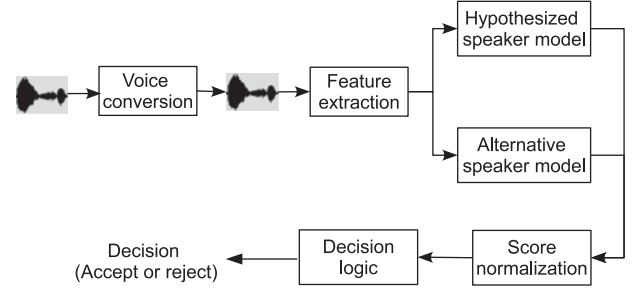 Hypothesized
speaker model
Voice
conversion
Feature
extraction
Alternative
speaker model
Decision
(Accept or reject)
Decision
logic
Score
normalization